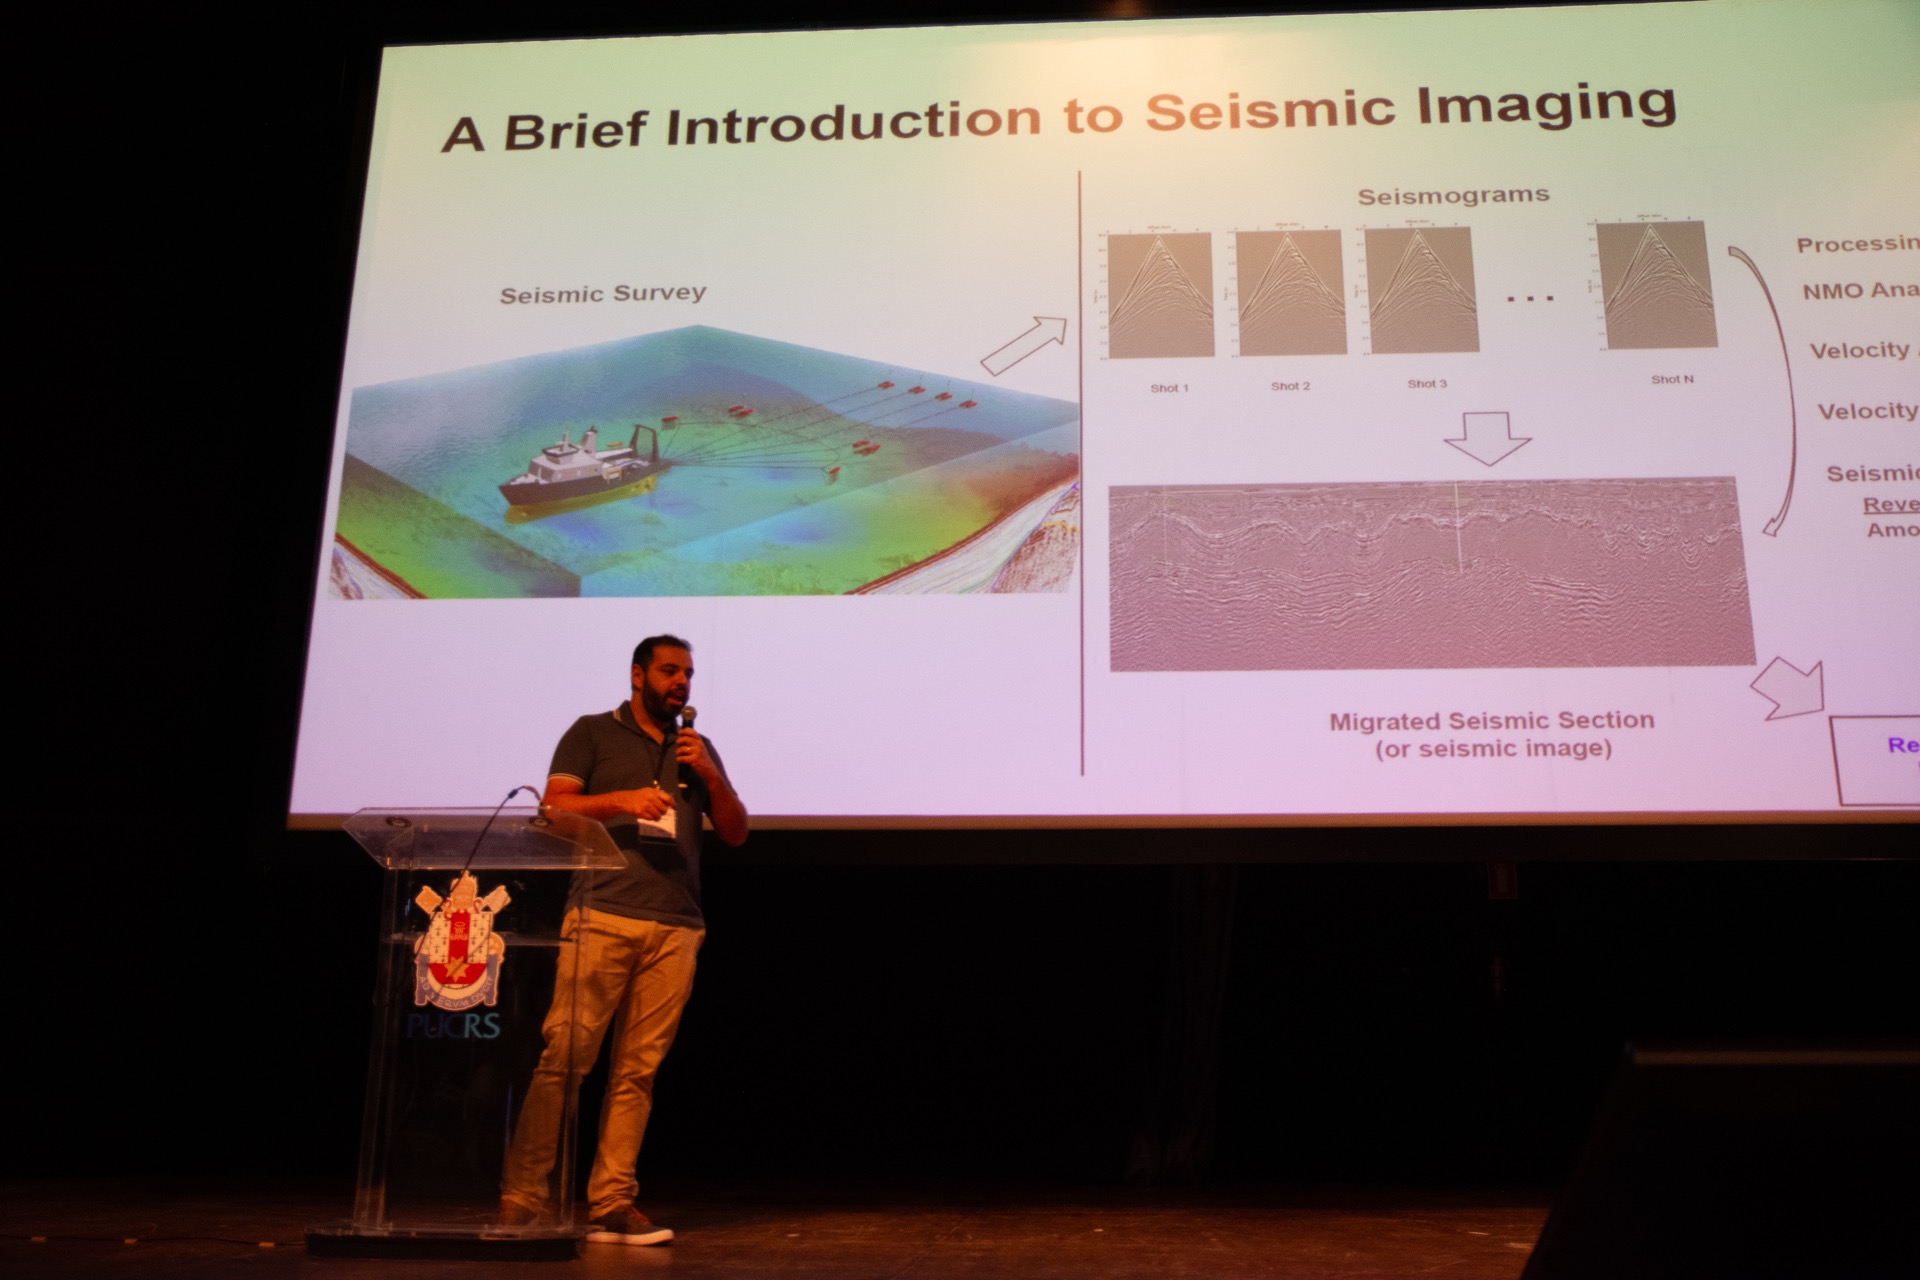 A Brief Introduction to Seismic Imaging
Seismic Survey
Seismograms
Shot 1
Shot 2
Shot 3
...
Shot N
Processin
NMO Ana
Velocity
Velocity
Seismic
Reve
Amo
Migrated Seismic Section
(or seismic image)
Re
PUCRS